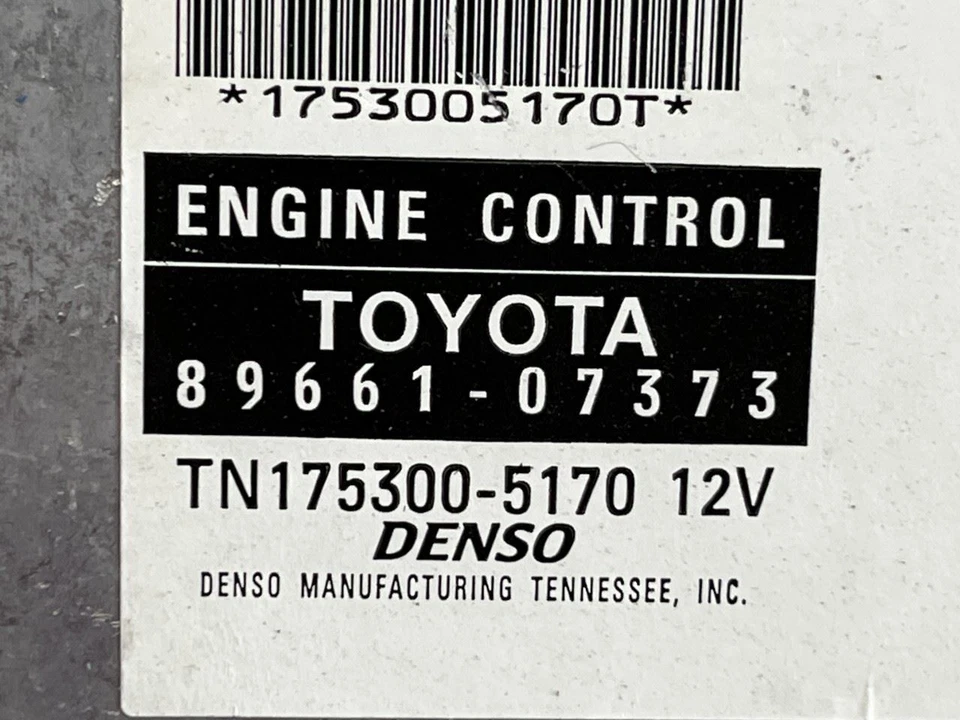 *1753005170T*
ENGINE CONTROL
TOYOTA
89661-07373
TN175300-5170 12V
DENSO
DENSO MANUFACTURING TENNESSEE, INC.